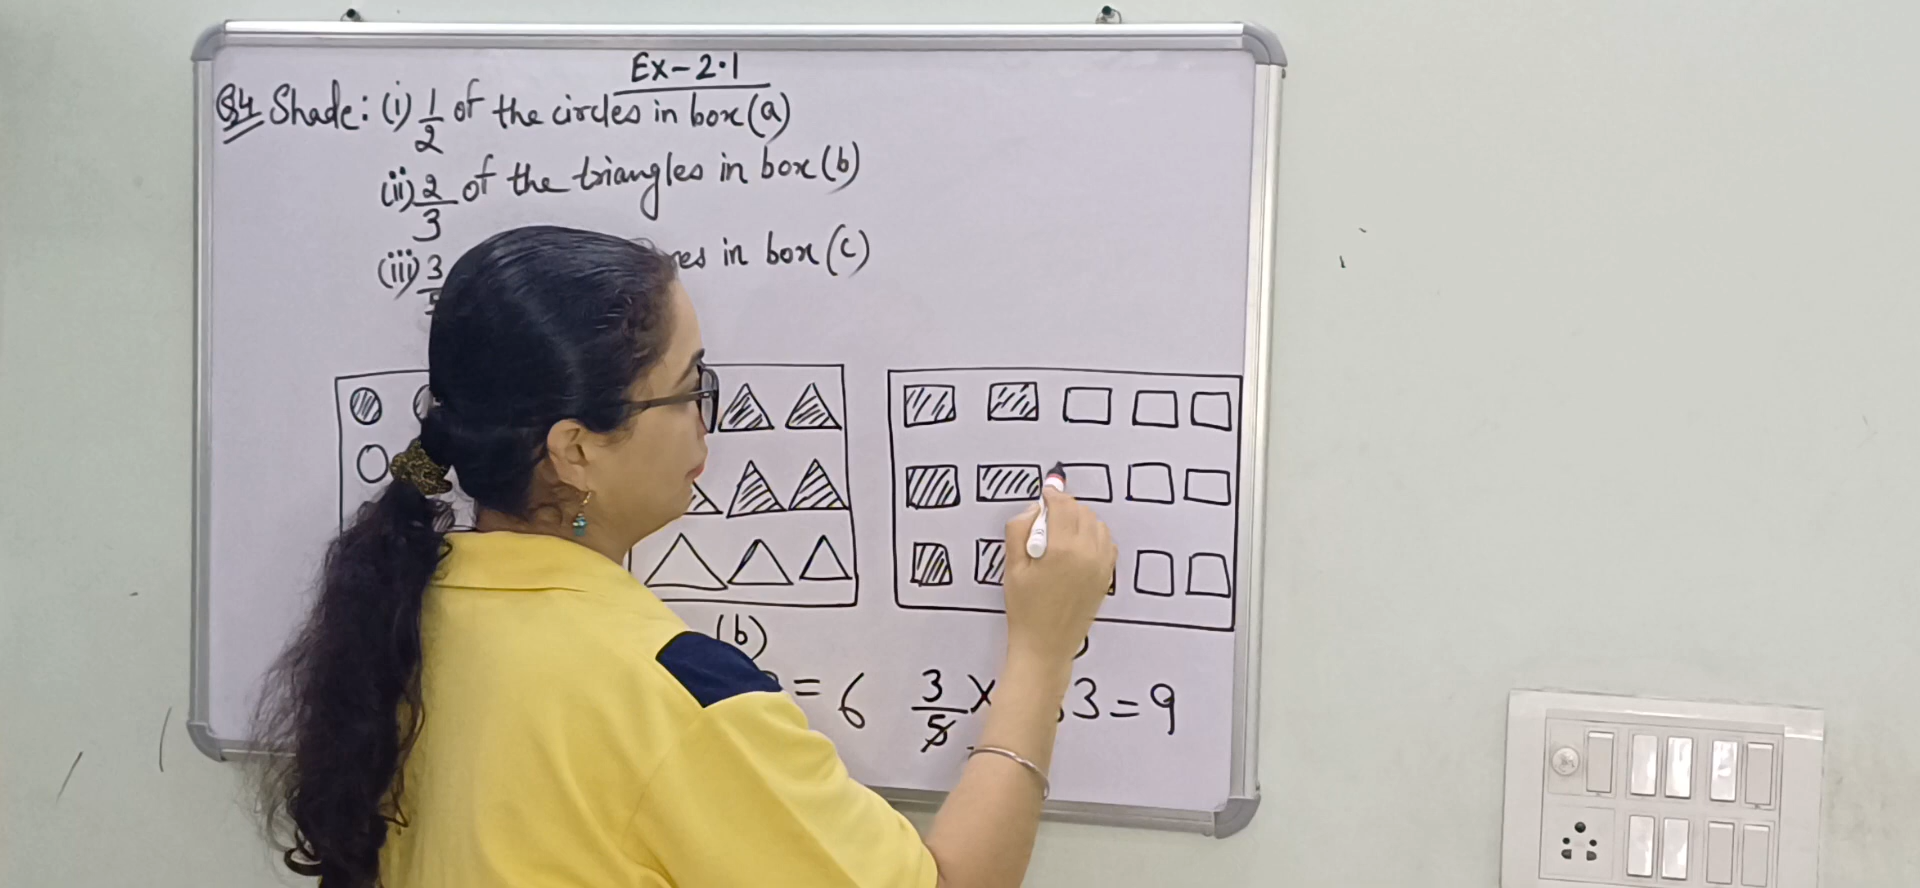 Ex-2.1
Q4 Shade: (i) 1/2 of the circles in box (a)
(ii) 2/3 of the triangles in box (b)
(iii) 3/ in box (c)
(b)
= 6
3/5 × 3 = 9